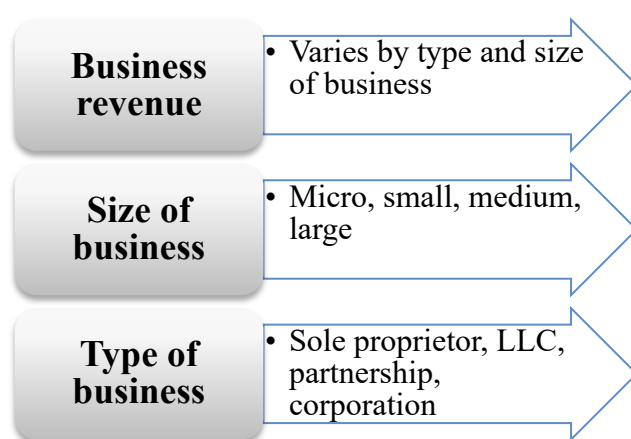 Business
revenue
• Varies by type and size
of business
Size of
business
• Micro, small, medium,
large
Type of
business
• Sole proprietor, LLC,
partnership,
corporation